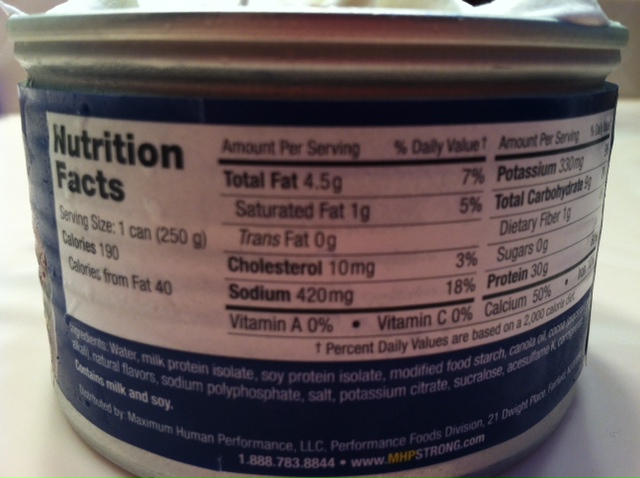 Nutrition
Facts
Serving Size: 1 can (250 g)
Calories 190
Calories from Fat 40
Amount Per Serving % Daily Value†
Total Fat 4.5g 7%
Saturated Fat 1g 5%
Trans Fat 0g
Cholesterol 10mg 3%
Sodium 420mg 18%
Vitamin A 0% • Vitamin C 0%
Amount Per Serving %
Potassium 330mg
Total Carbohydrate 9g
Dietary Fiber 1g
Sugars 0g
Protein 30g
Calcium 50% •
† Percent Daily Values are based on a 2,000 calorie diet.
Ingredients: Water, milk protein isolate, soy protein isolate, modified food starch, canola oil, cocoa
alkali, natural flavors, sodium polyphosphate, salt, potassium citrate, sucralose, acesulfame K,
Contains milk and soy.
Distributed by: Maximum Human Performance, LLC, Performance Foods Division, 21 Dwight Place,
1.888.783.8844 • www.MHPSTRONG.com